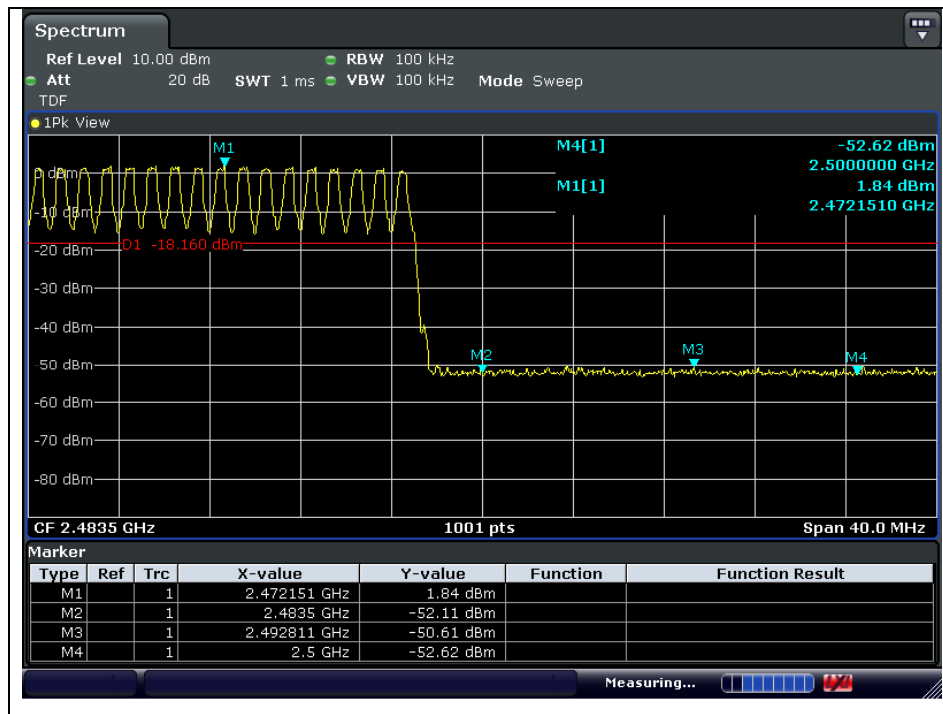 Spectrum
Ref Level 10.00 dBm RBW 100 kHz
Att 20 dB SWT 1 ms VBW 100 kHz Mode Sweep
TDF
1Pk View
M1
M4[1] -52.62 dBm
2.5000000 GHz
M1[1] 1.84 dBm
2.4721510 GHz
0 dBm
-10 dBm
D1 -18.160 dBm
-20 dBm
-30 dBm
-40 dBm
M2 M3 M4
-50 dBm
-60 dBm
-70 dBm
-80 dBm
CF 2.4835 GHz 1001 pts Span 40.0 MHz
Marker
Type Ref Trc X-value Y-value Function Function Result
M1 1 2.472151 GHz 1.84 dBm
M2 1 2.4835 GHz -52.11 dBm
M3 1 2.492811 GHz -50.61 dBm
M4 1 2.5 GHz -52.62 dBm
Measuring...